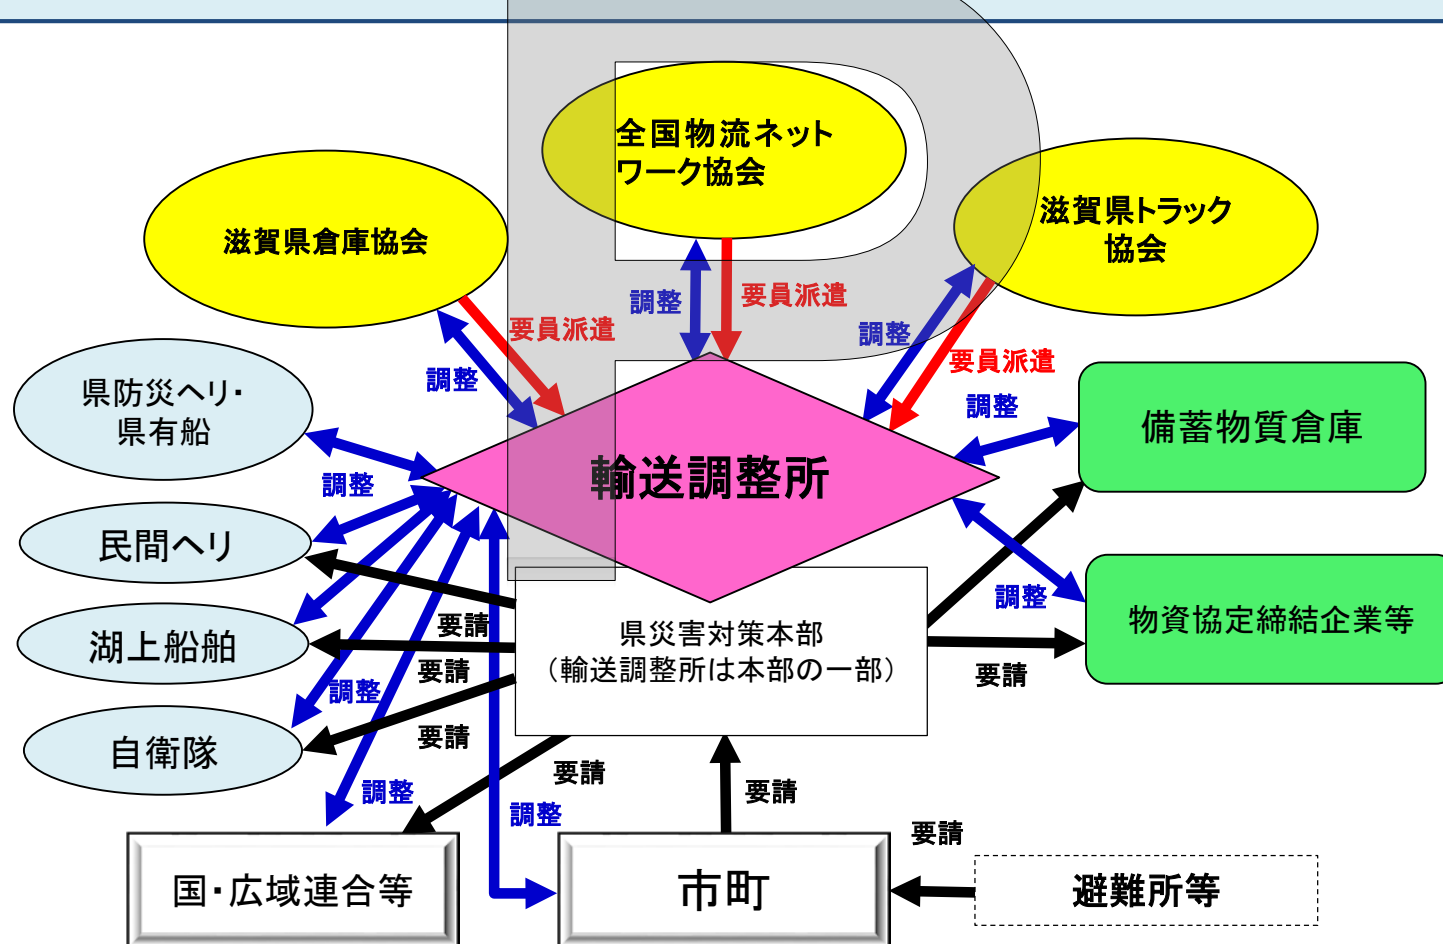 全国物流ネット
ワーク協会
滋賀県トラック
協会
滋賀県倉庫協会
調整
要員派遣
要員派遣
調整
要員派遣
調整
県防災ヘリ・
県有船
調整
備蓄物質倉庫
輸送調整所
調整
民間ヘリ
調整
物資協定締結企業等
要請
県災害対策本部
（輸送調整所は本部の一部）
湖上船舶
要請
要請
調整
要請
自衛隊
要請
調整
要請
調整
要請
国・広域連合等
市町
避難所等